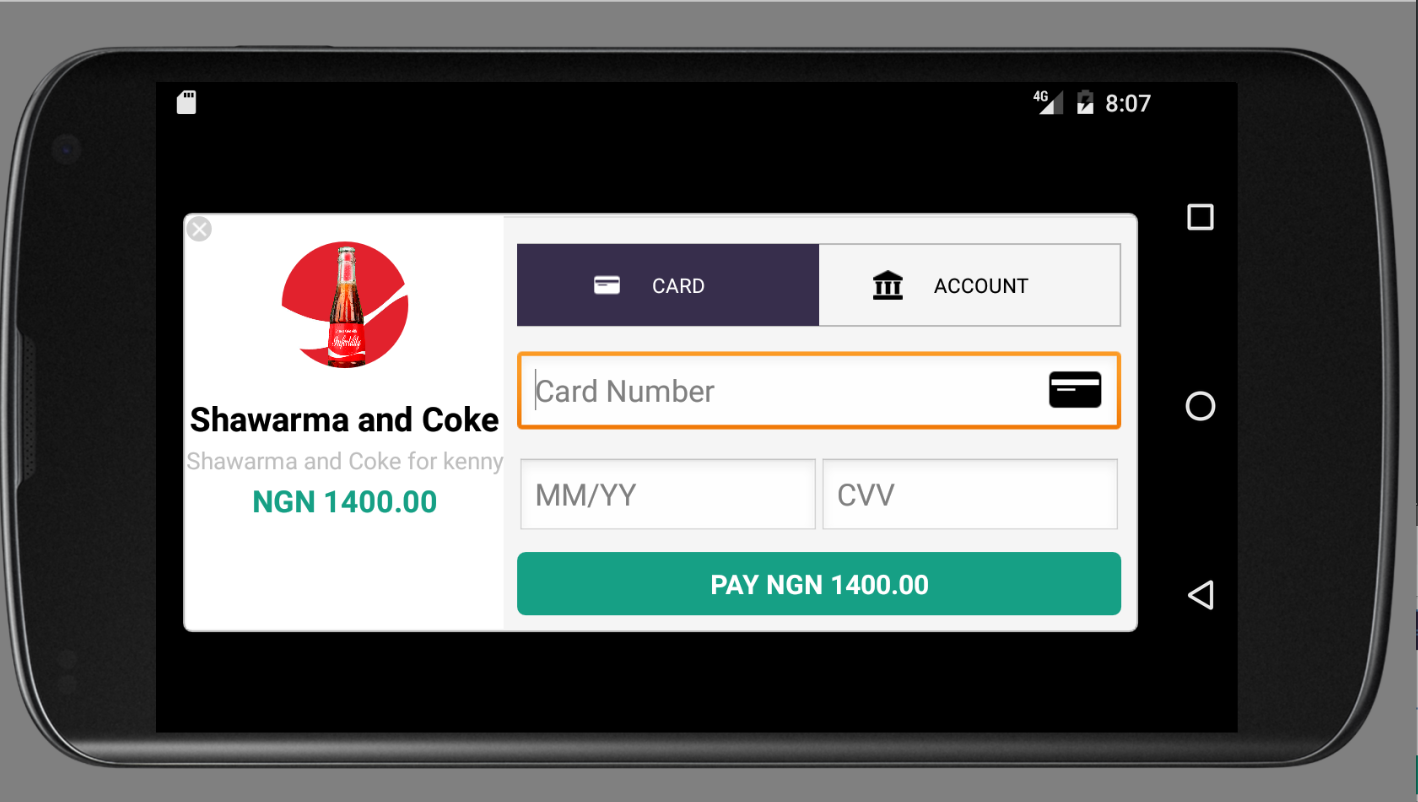 4G 8:07
CARD
ACCOUNT
Shawarma and Coke
Shawarma and Coke for kenny
NGN 1400.00
Card Number
MM/YY
CVV
PAY NGN 1400.00